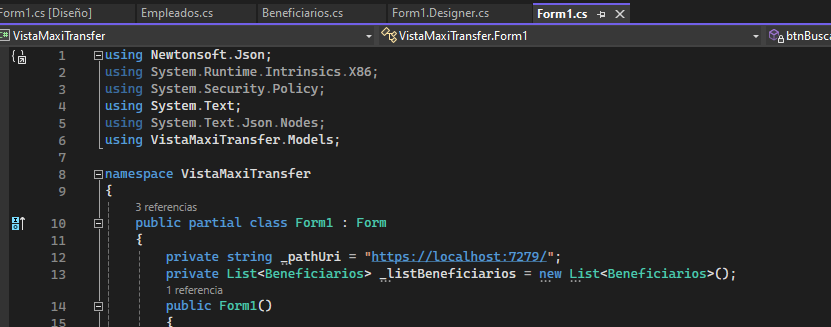 Form1.cs [Diseño] Empleados.cs Beneficiarios.cs Form1.Designer.cs Form1.cs
VistaMaxiTransfer VistaMaxiTransfer.Form1 btnBusca
1 using Newtonsoft.Json;
2 using System.Runtime.Intrinsics.X86;
3 using System.Security.Policy;
4 using System.Text;
5 using System.Text.Json.Nodes;
6 using VistaMaxiTransfer.Models;
7
8 namespace VistaMaxiTransfer
9 {
3 referencias
10 public partial class Form1 : Form
11 {
12 private string _pathUri = "https://localhost:7279/";
13 private List<Beneficiarios> _listBeneficiarios = new List<Beneficiarios>();
1 referencia
14 public Form1()
15 {